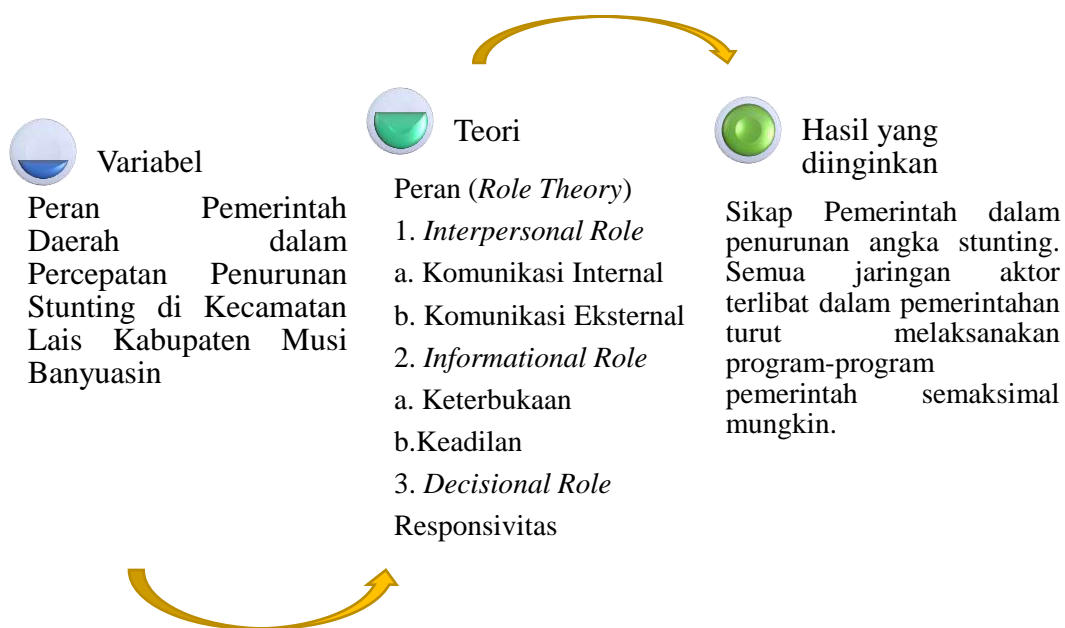 Variabel
Peran Pemerintah
Daerah dalam
Percepatan Penurunan
Stunting di Kecamatan
Lais Kabupaten Musi
Banyuasin
Teori
Peran (Role Theory)
1. Interpersonal Role
a. Komunikasi Internal
b. Komunikasi Eksternal
2. Informational Role
a. Keterbukaan
b.Keadilan
3. Decisional Role
Responsivitas
Hasil yang
diinginkan
Sikap Pemerintah dalam
penurunan angka stunting.
Semua jaringan aktor
terlibat dalam pemerintahan
turut melaksanakan
program-program
pemerintah semaksimal
mungkin.